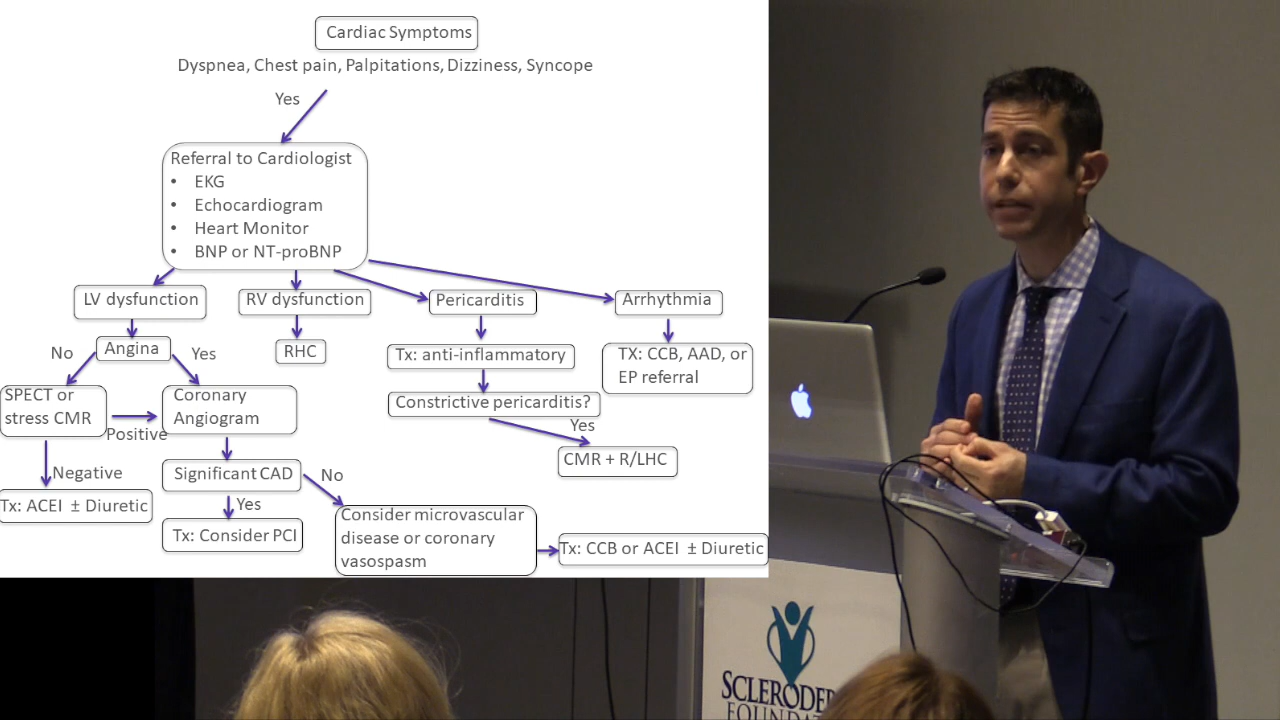 Cardiac Symptoms
Dyspnea, Chest pain, Palpitations, Dizziness, Syncope
Yes
Referral to Cardiologist
• EKG
• Echocardiogram
• Heart Monitor
• BNP or NT-proBNP
LV dysfunction
RV dysfunction
Pericarditis
Arrhythmia
No
Angina
Yes
RHC
Tx: anti-inflammatory
TX: CCB, AAD, or
EP referral
SPECT or
stress CMR
Positive
Coronary
Angiogram
Constrictive pericarditis?
Yes
CMR + R/LHC
Negative
Significant CAD
No
Tx: ACEI ± Diuretic
Yes
Tx: Consider PCI
Consider microvascular
disease or coronary
vasospasm
Tx: CCB or ACEI ± Diuretic
SCLERODER
FOUNDAT